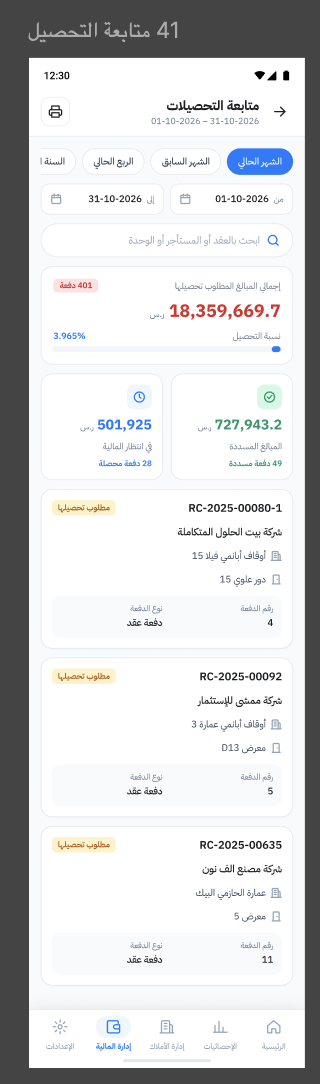 41 متابعة التحصيل
12:30
متابعة التحصيلات
01-10-2026 – 31-10-2026
الشهر الحالي
الشهر السابق
الربع الحالي
السنة ا
من 01-10-2026
إلى 31-10-2026
ابحث بالعقد أو المستأجر أو الوحدة
إجمالي المبالغ المطلوب تحصيلها
401 دفعة
18,359,669.7 ر.س
نسبة التحصيل
3.965%
727,943.2 ر.س
المبالغ المسددة
49 دفعة مسددة
501,925 ر.س
في انتظار المالية
28 دفعة محصلة
RC-2025-00080-1
مطلوب تحصيلها
شركة بيت الحلول المتكاملة
أوقاف أبانمي فيلا 15
دور علوي 15
رقم الدفعة
نوع الدفعة
4
دفعة عقد
RC-2025-00092
مطلوب تحصيلها
شركة ممشى للإستثمار
أوقاف أبانمي عمارة 3
معرض D13
رقم الدفعة
نوع الدفعة
5
دفعة عقد
RC-2025-00635
مطلوب تحصيلها
شركة مصنع الف نون
عمارة الحازمي البيك
معرض 5
رقم الدفعة
نوع الدفعة
11
دفعة عقد
الرئيسية
الإحصائيات
إدارة الأملاك
إدارة المالية
الإعدادات